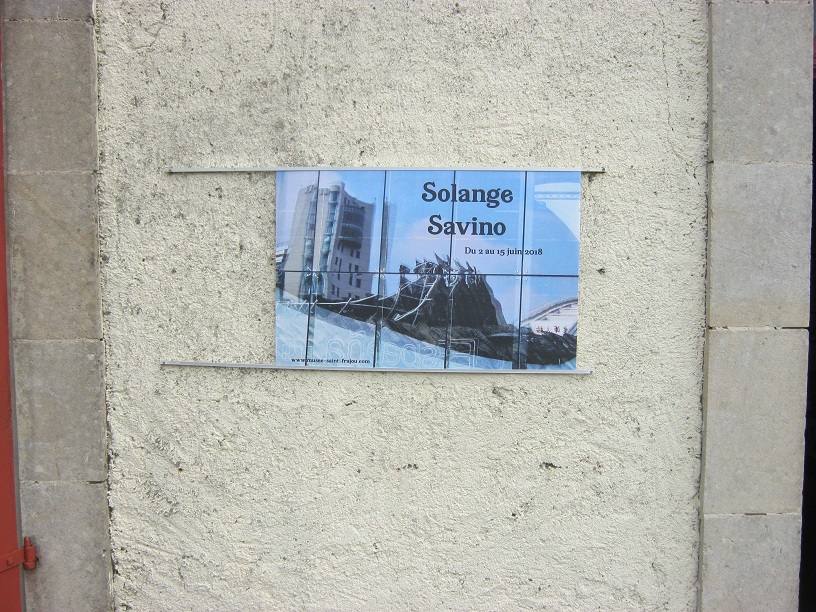 Solange
Savino
Du 2 au 15 juin 2018
www.musee-saint-frajou.com